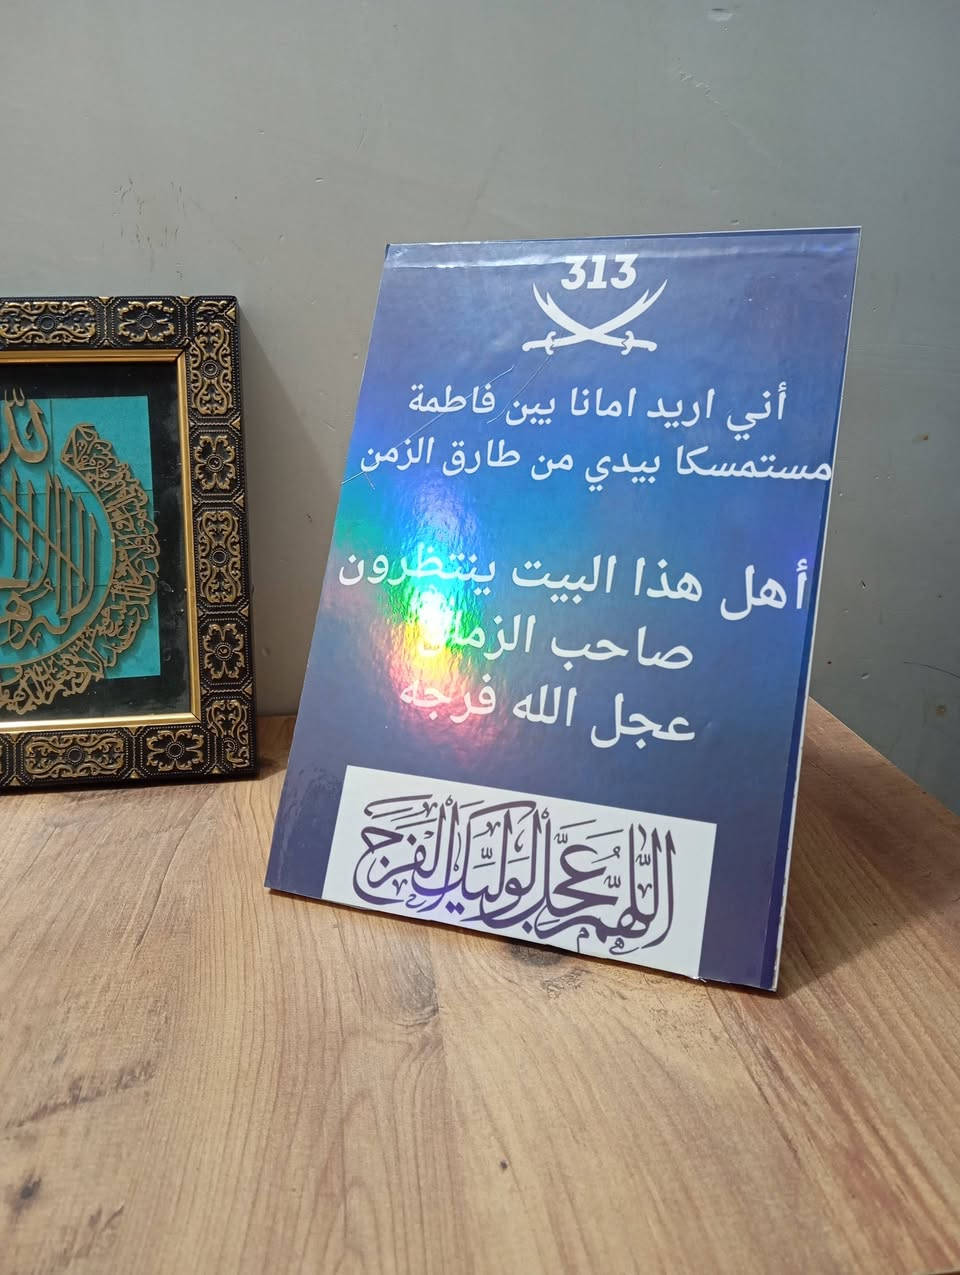 313
أني اريد امانا يبن فاطمة
مستمسكا بيدي من طارق الزمن
أهل هذا البيت ينتظرون
صاحب الزمان
عجل الله فرجه
اللهم عجل لوليك الفرج